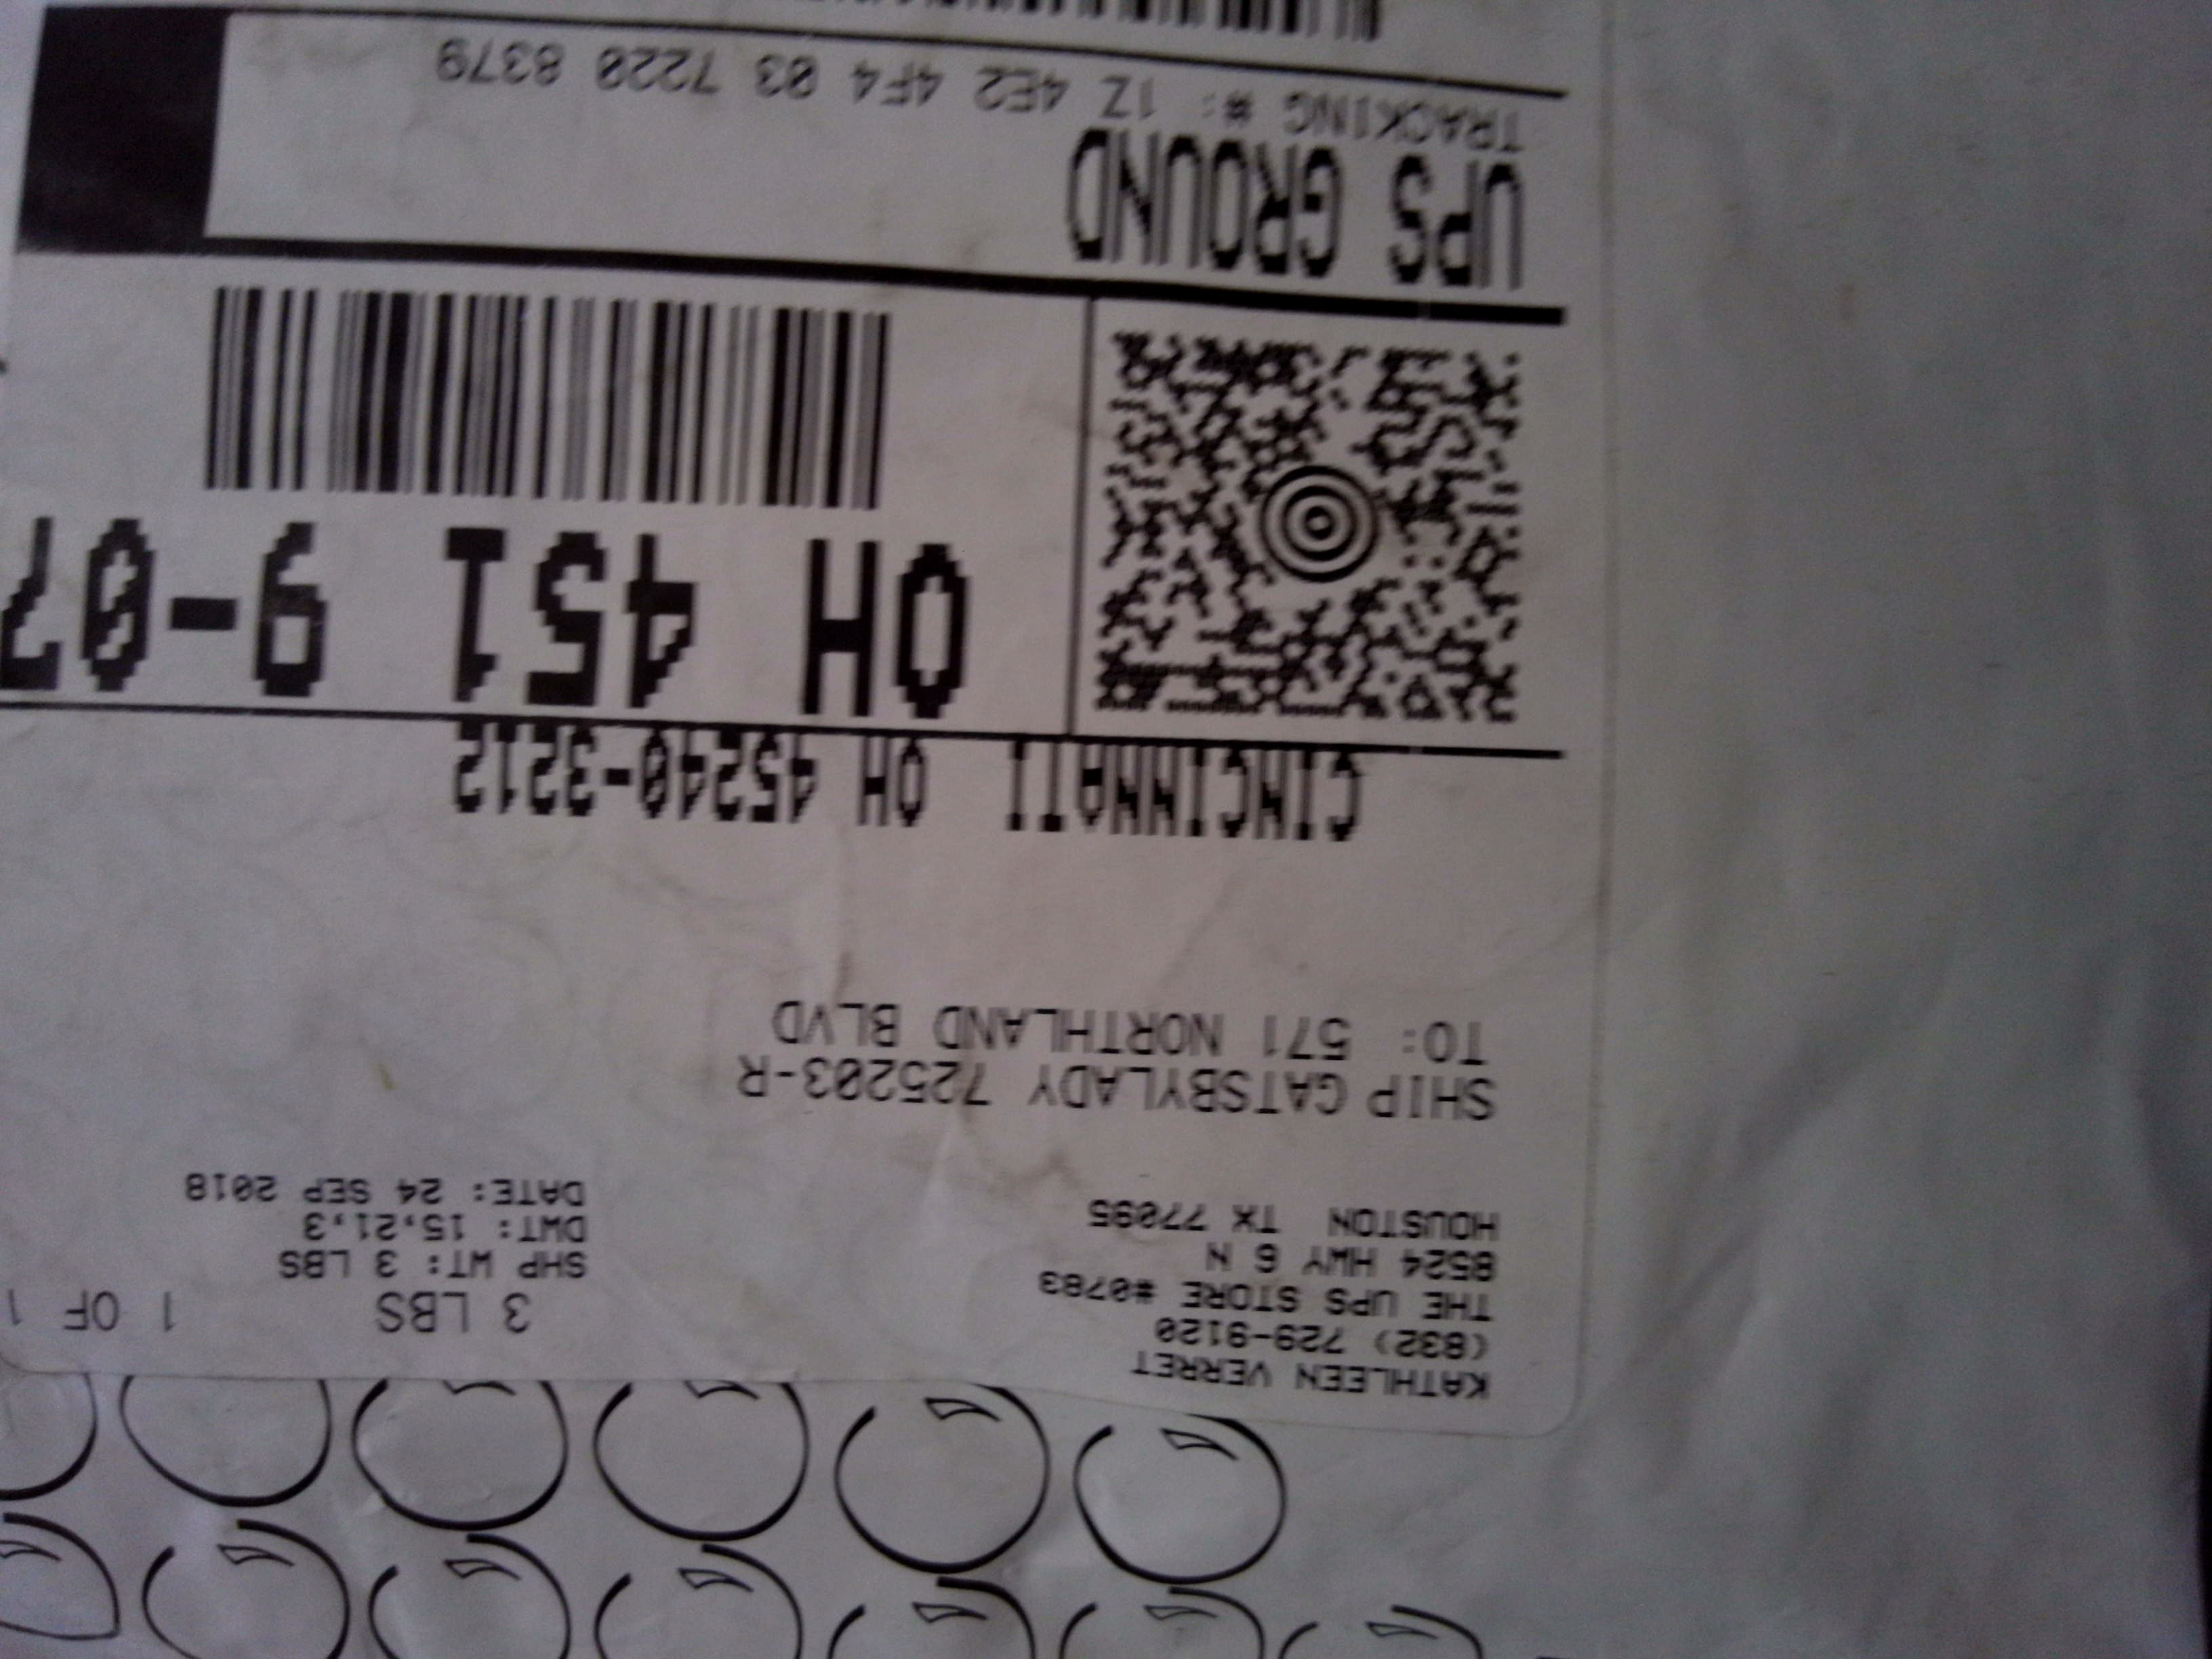 KATHLEEN VERRET
(832) 729-9120
THE UPS STORE #0783
8524 HWY 6 N
HOUSTON TX 77095
3 LBS
1 OF 1
SHP WT: 3 LBS
DWT: 15,21,3
DATE: 24 SEP 2018
SHIP GATSBYLADY 725203-R
TO: 571 NORTHLAND BLVD
CINCINNATI OH 45240-3212
OH 451 9-07
UPS GROUND
TRACKING #: 1Z 4E2 4F4 03 7220 8379